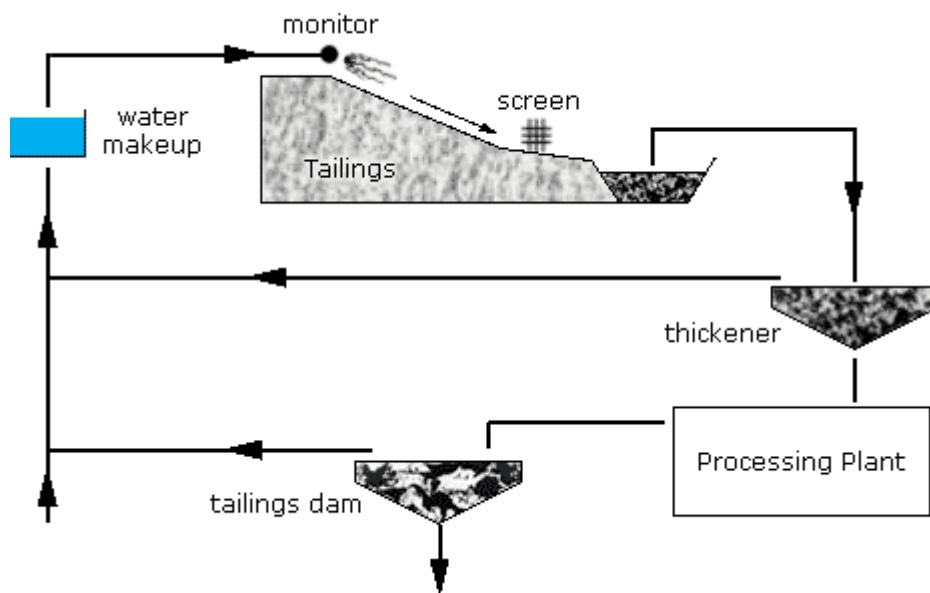 monitor
water
makeup
screen
Tailings
thickener
Processing Plant
tailings dam